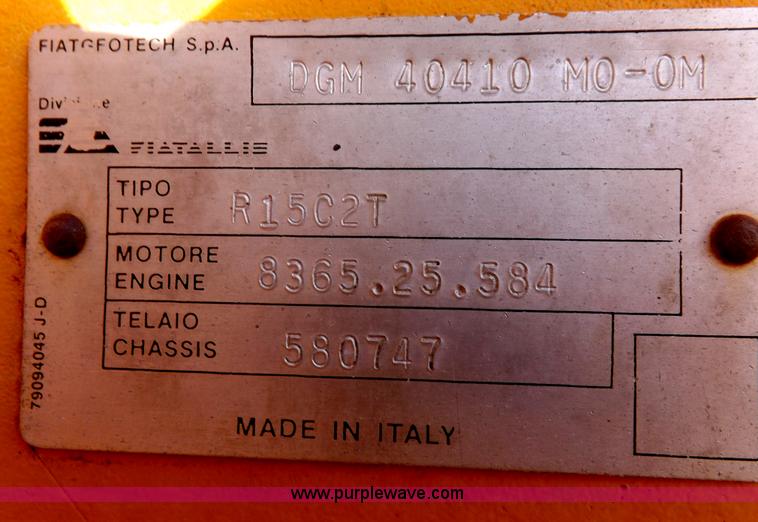 FIATGEOTECH S.p.A.
DGM 40410 MO-OM
FIATALLIS
TIPO
TYPE
R15C2T
MOTORE
ENGINE
8365.25.584
TELAIO
CHASSIS
580747
79094045 J-D
MADE IN ITALY
www.purplewave.com